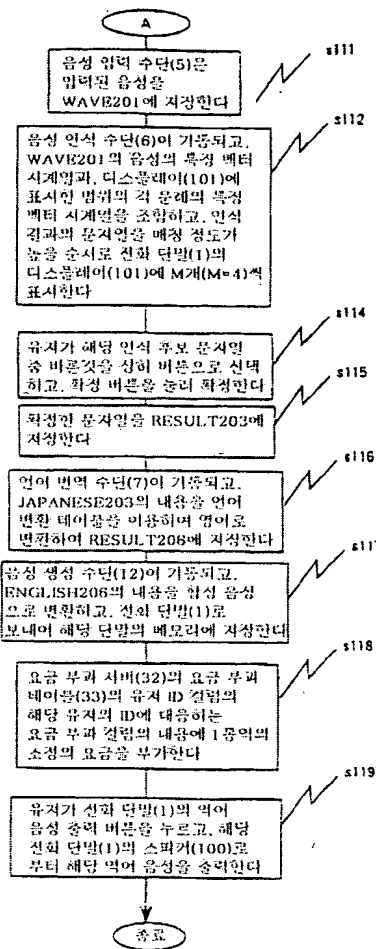 A
음성 입력 수단(5)은
입력된 음성을
WAVE201에 저장한다
s111
음성 인식 수단(6)이 기동되고,
WAVE201의 음성의 특징 벡터
시계열과, 디스플레이(101)에
표시한 범위의 각 문례의 특징
벡터 시계열을 조합하고, 인식
결과의 문자열을 매칭 정도가
높은 순서로 전화 단말(1)의
디스플레이(101)에 M개(M=4)씩
표시한다
s112
유저가 해당 인식 후보 문자열
중 바른것을 상하 버튼으로 선택
하고, 확정 버튼을 눌러 확정한다
s114
확정한 문자열을 RESULT203에
저장한다
s115
언어 번역 수단(7)이 기동되고,
JAPANESE203의 내용을 언어
변환 테이블을 이용하여 영어로
변환하여 RESULT206에 저장한다
s116
음성 생성 수단(12)이 기동되고,
ENGLISH206의 내용을 합성 음성
으로 변환하고, 전화 단말(1)로
보내어 해당 단말의 메모리에 저장한다
s117
요금 부과 서버(32)의 요금 부과
테이블(33)의 유저 ID 컬럼의
해당 유저의 ID에 대응하는
요금 부과 컬럼의 내용에 1통역의
소정의 요금을 부가한다
s118
유저가 전화 단말(1)의 역어
음성 출력 버튼을 누르고, 해당
전화 단말(1)의 스피커(100)로
부터 해당 역어 음성을 출력한다
s119
종료